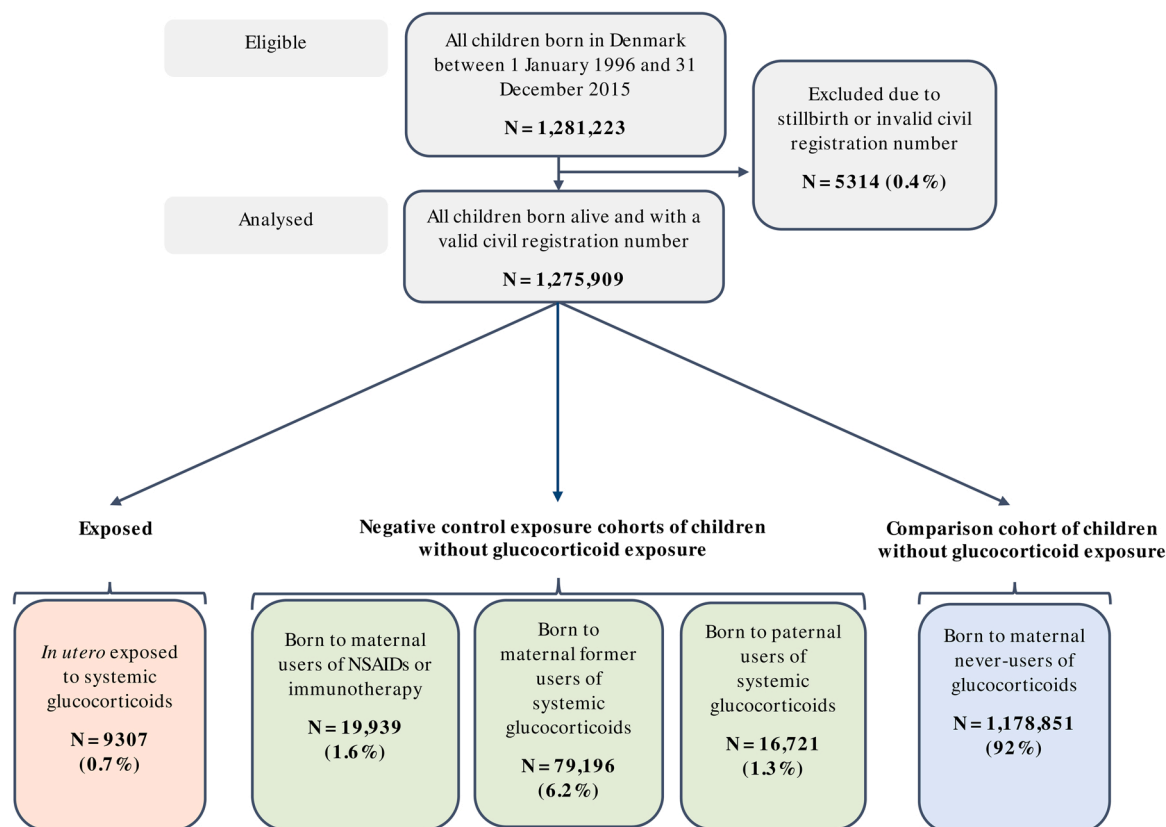 Eligible
All children born in Denmark
between 1 January 1996 and 31
December 2015
N = 1,281,223
Excluded due to
stillbirth or invalid civil
registration number
N = 5314 (0.4%)
Analysed
All children born alive and with a
valid civil registration number
N = 1,275,909
Exposed
Negative control exposure cohorts of children
without glucocorticoid exposure
Comparison cohort of children
without glucocorticoid exposure
In utero exposed
to systemic
glucocorticoids
N = 9307
(0.7%)
Born to maternal
users of NSAIDs or
immunotherapy
N = 19,939
(1.6%)
Born to
maternal former
users of
systemic
glucocorticoids
N = 79,196
(6.2%)
Born to paternal
users of
systemic
glucocorticoids
N = 16,721
(1.3%)
Born to maternal
never-users of
glucocorticoids
N = 1,178,851
(92%)